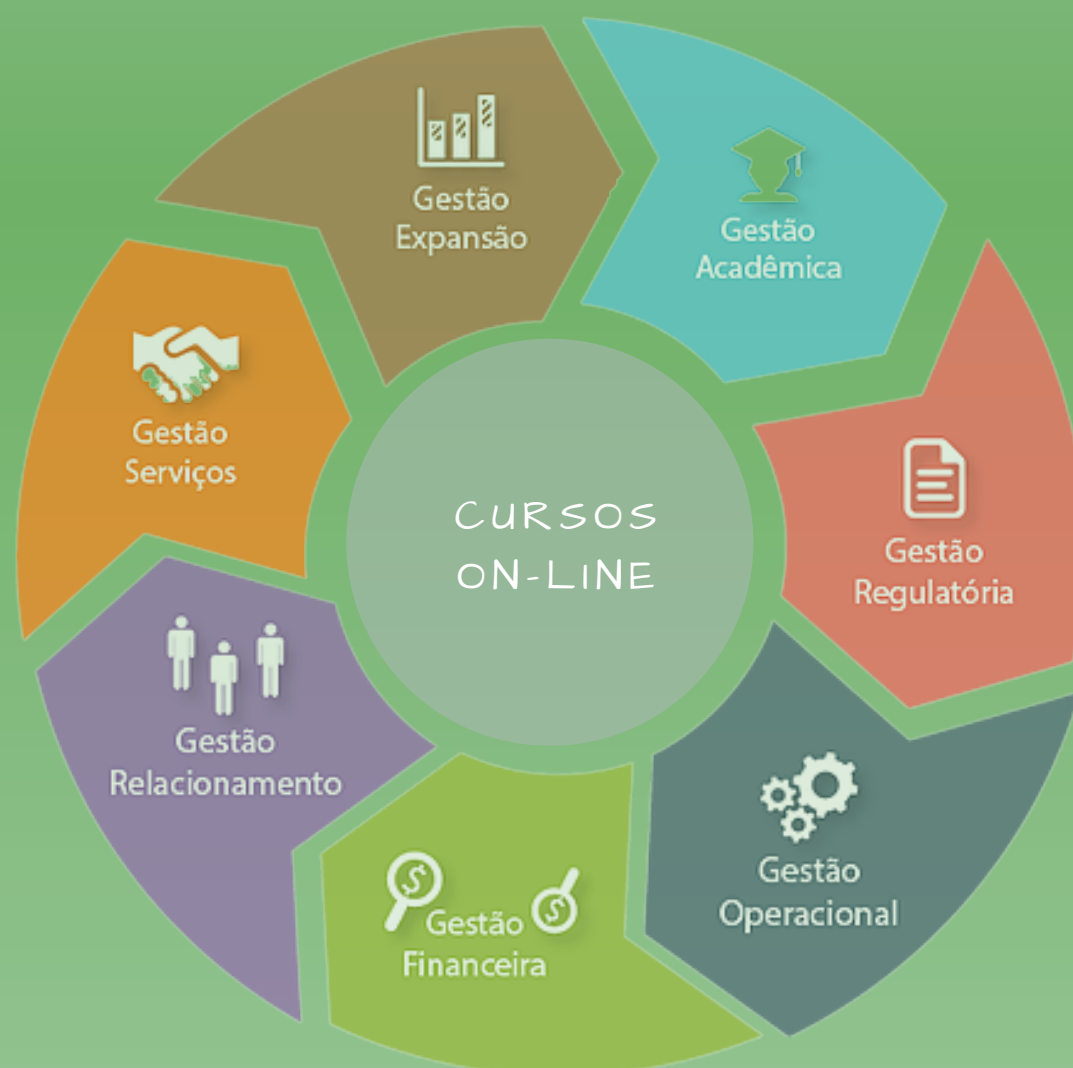 Gestão
Expansão
Gestão
Acadêmica
Gestão
Regulatória
Gestão
Operacional
Gestão
Financeira
Gestão
Relacionamento
Gestão
Serviços
CURSOS
ON-LINE